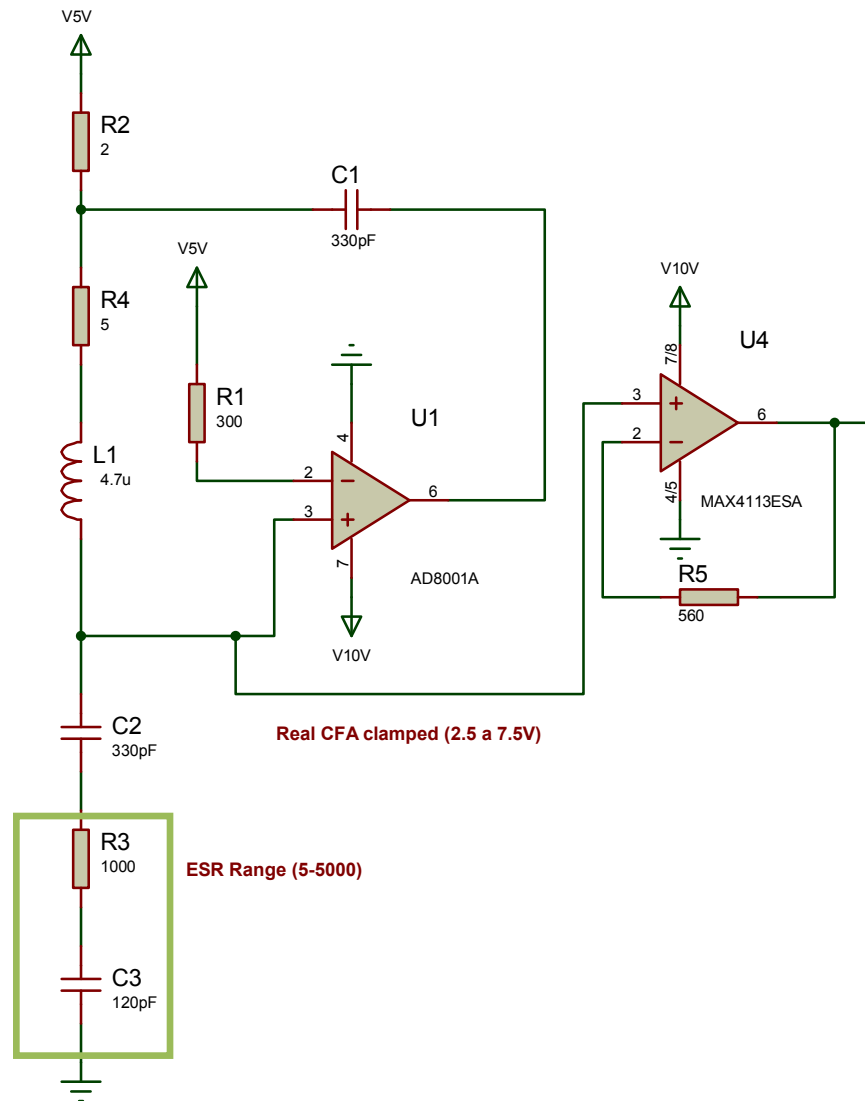 V5V
R2
2
C1
330pF
V5V
V10V
R4
5
7/8
U4
R1
300
U1
3
+
6
2
−
4
L1
4.7u
2
−
6
4/5
MAX4113ESA
3
+
7
AD8001A
R5
560
V10V
C2
330pF
Real CFA clamped (2.5 a 7.5V)
R3
1000
ESR Range (5-5000)
C3
120pF